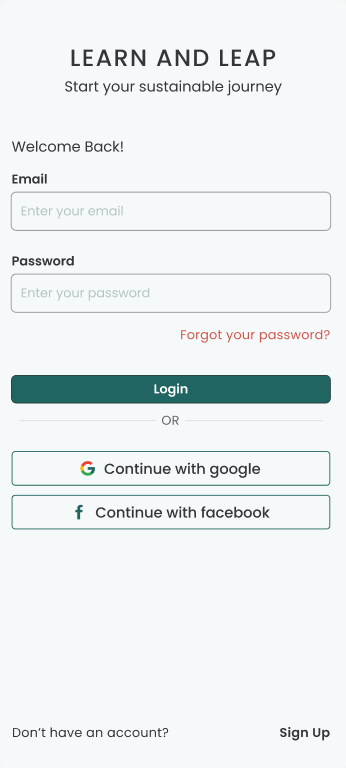 LEARN AND LEAP
Start your sustainable journey
Welcome Back!
Email
Enter your email
Password
Enter your password
Forgot your password?
Login
OR
Continue with google
Continue with facebook
Don’t have an account? Sign Up